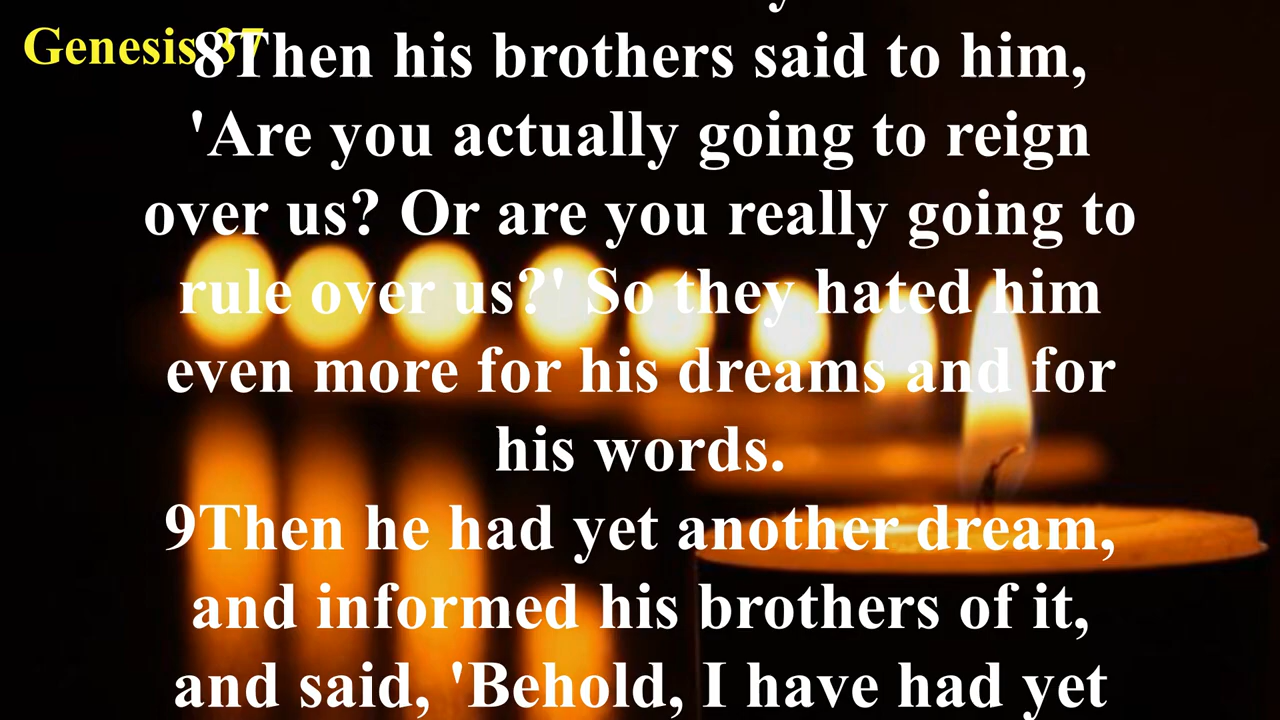 Genesis 37
8Then his brothers said to him,
'Are you actually going to reign
over us? Or are you really going to
rule over us?' So they hated him
even more for his dreams and for
his words.
9Then he had yet another dream,
and informed his brothers of it,
and said, 'Behold, I have had yet